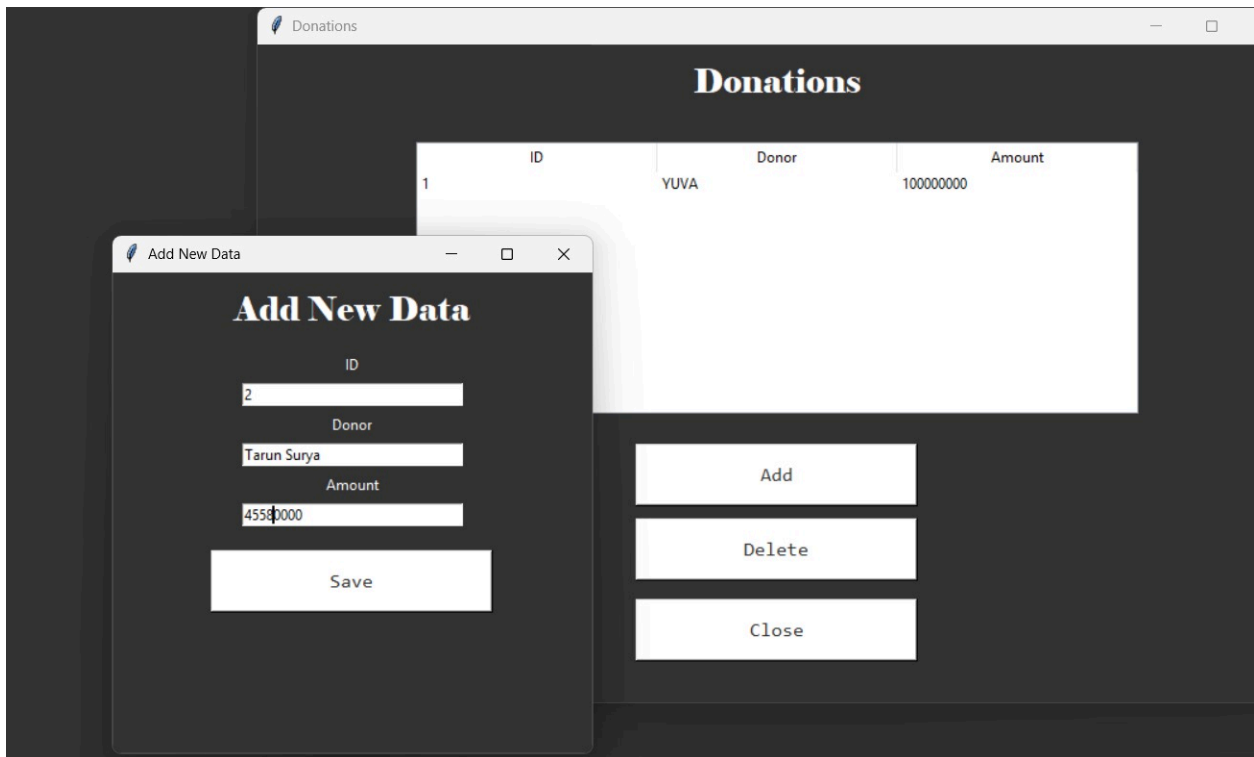 Donations
Donations
ID Donor Amount
1 YUVA 100000000
Add New Data
Add New Data
ID
2
Donor
Tarun Surya
Amount
45580000
Save
Add
Delete
Close